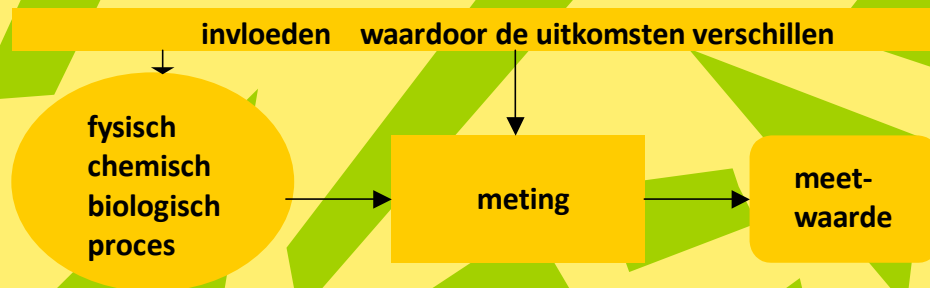 invloeden waardoor de uitkomsten verschillen
fysisch
chemisch
biologisch
proces
meting
meet-
waarde